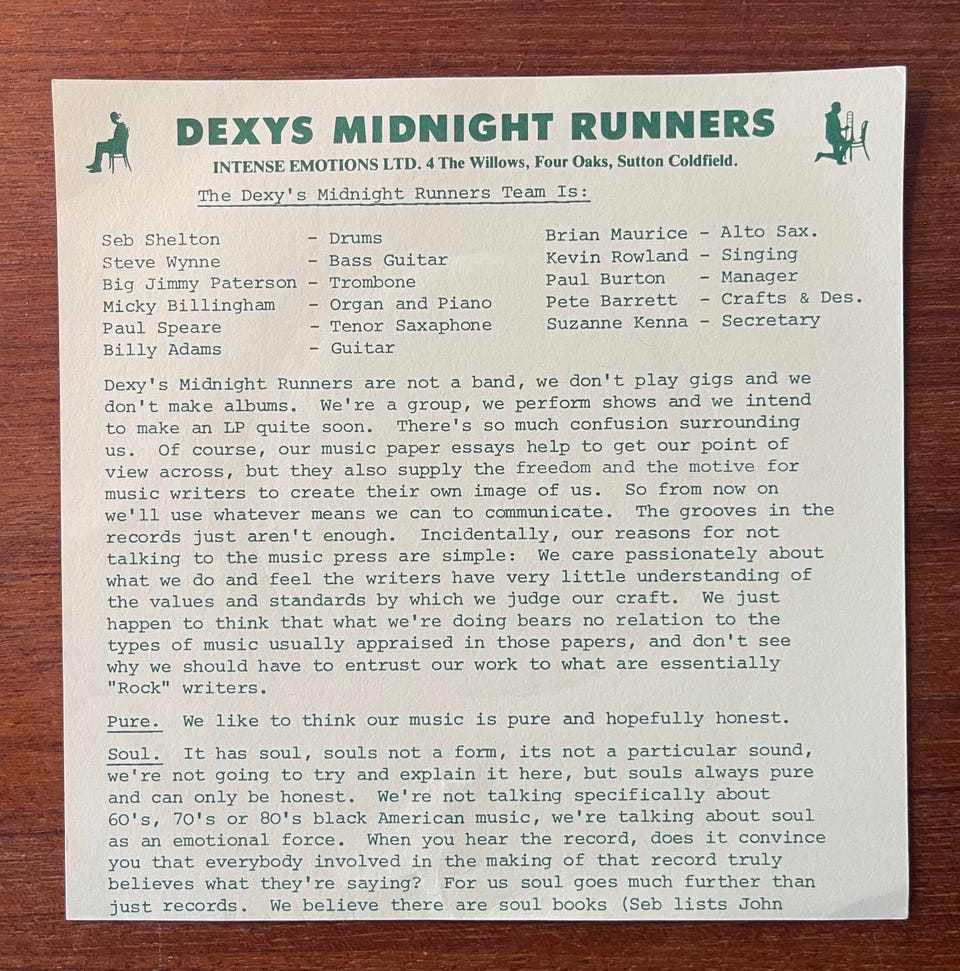 DEXYS MIDNIGHT RUNNERS
INTENSE EMOTIONS LTD. 4 The Willows, Four Oaks, Sutton Coldfield.
The Dexy's Midnight Runners Team Is:
Seb Shelton - Drums
Steve Wynne - Bass Guitar
Big Jimmy Paterson - Trombone
Micky Billingham - Organ and Piano
Paul Speare - Tenor Saxaphone
Billy Adams - Guitar
Brian Maurice - Alto Sax.
Kevin Rowland - Singing
Paul Burton - Manager
Pete Barrett - Crafts & Des.
Suzanne Kenna - Secretary
Dexy's Midnight Runners are not a band, we don't play gigs and we
don't make albums. We're a group, we perform shows and we intend
to make an LP quite soon. There's so much confusion surrounding
us. Of course, our music paper essays help to get our point of
view across, but they also supply the freedom and the motive for
music writers to create their own image of us. So from now on
we'll use whatever means we can to communicate. The grooves in the
records just aren't enough. Incidentally, our reasons for not
talking to the music press are simple: We care passionately about
what we do and feel the writers have very little understanding of
the values and standards by which we judge our craft. We just
happen to think that what we're doing bears no relation to the
types of music usually appraised in those papers, and don't see
why we should have to entrust our work to what are essentially
"Rock" writers.
Pure. We like to think our music is pure and hopefully honest.
Soul. It has soul, souls not a form, its not a particular sound,
we're not going to try and explain it here, but souls always pure
and can only be honest. We're not talking specifically about
60's, 70's or 80's black American music, we're talking about soul
as an emotional force. When you hear the record, does it convince
you that everybody involved in the making of that record truly
believes what they're saying? For us soul goes much further than
just records. We believe there are soul books (Seb lists John